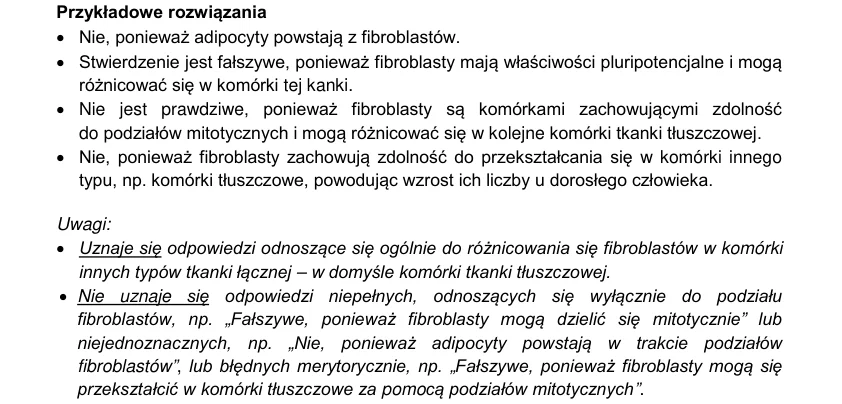 Przykładowe rozwiązania
• Nie, ponieważ adipocyty powstają z fibroblastów.
• Stwierdzenie jest fałszywe, ponieważ fibroblasty mają właściwości pluripotencjalne i mogą
różnicować się w komórki tej kanki.
• Nie jest prawdziwe, ponieważ fibroblasty są komórkami zachowującymi zdolność
do podziałów mitotycznych i mogą różnicować się w kolejne komórki tkanki tłuszczowej.
• Nie, ponieważ fibroblasty zachowują zdolność do przekształcania się w komórki innego
typu, np. komórki tłuszczowe, powodując wzrost ich liczby u dorosłego człowieka.
Uwagi:
• Uznaje się odpowiedzi odnoszące się ogólnie do różnicowania się fibroblastów w komórki
innych typów tkanki łącznej – w domyśle komórki tkanki tłuszczowej.
• Nie uznaje się odpowiedzi niepełnych, odnoszących się wyłącznie do podziału
fibroblastów, np. „Fałszywe, ponieważ fibroblasty mogą dzielić się mitotycznie” lub
niejednoznacznych, np. „Nie, ponieważ adipocyty powstają w trakcie podziałów
fibroblastów”, lub błędnych merytorycznie, np. „Fałszywe, ponieważ fibroblasty mogą się
przekształcić w komórki tłuszczowe za pomocą podziałów mitotycznych”.